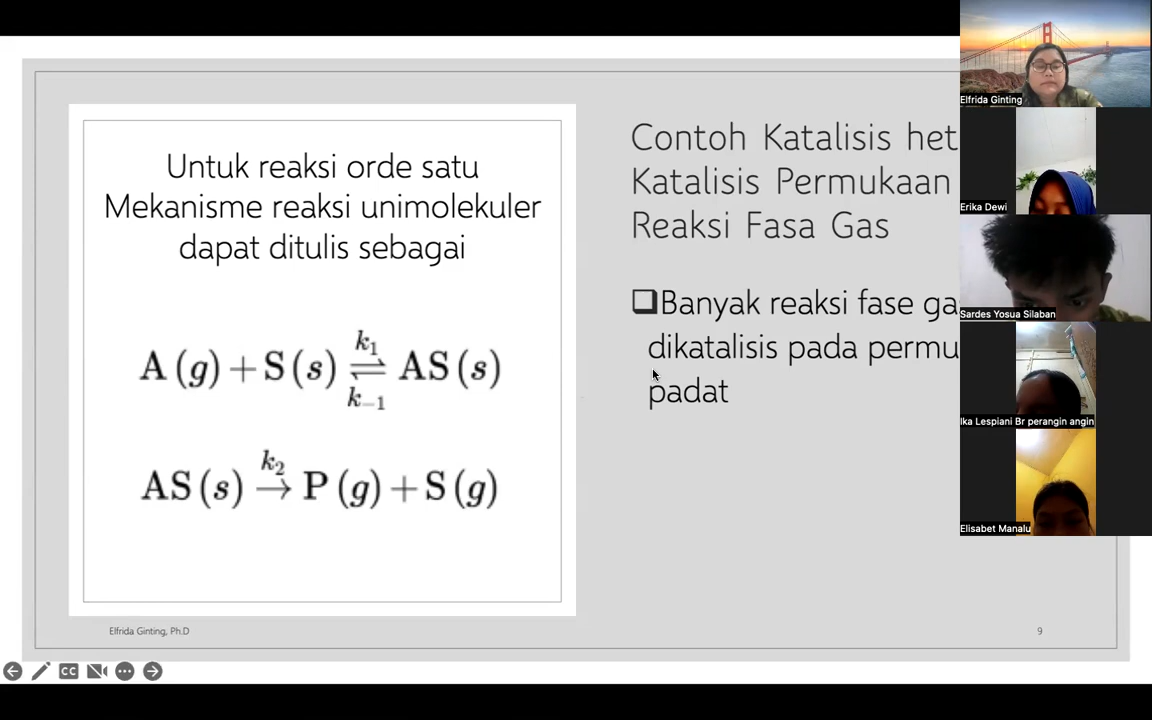 Untuk reaksi orde satu
Mekanisme reaksi unimolekuler
dapat ditulis sebagai
A (g) + S (s) ⇌ AS (s)
k₁
k₋₁
AS (s) → P (g) + S (g)
k₂
Contoh Katalisis het
Katalisis Permukaan
Reaksi Fasa Gas
❑Banyak reaksi fase ga
dikatalisis pada permu
padat
Elfrida Ginting, Ph.D
9
CC
Elfrida Ginting
Erika Dewi
Sardes Yosua Silaban
Ika Lespiani Br perangin angin
Elisabet Manalu